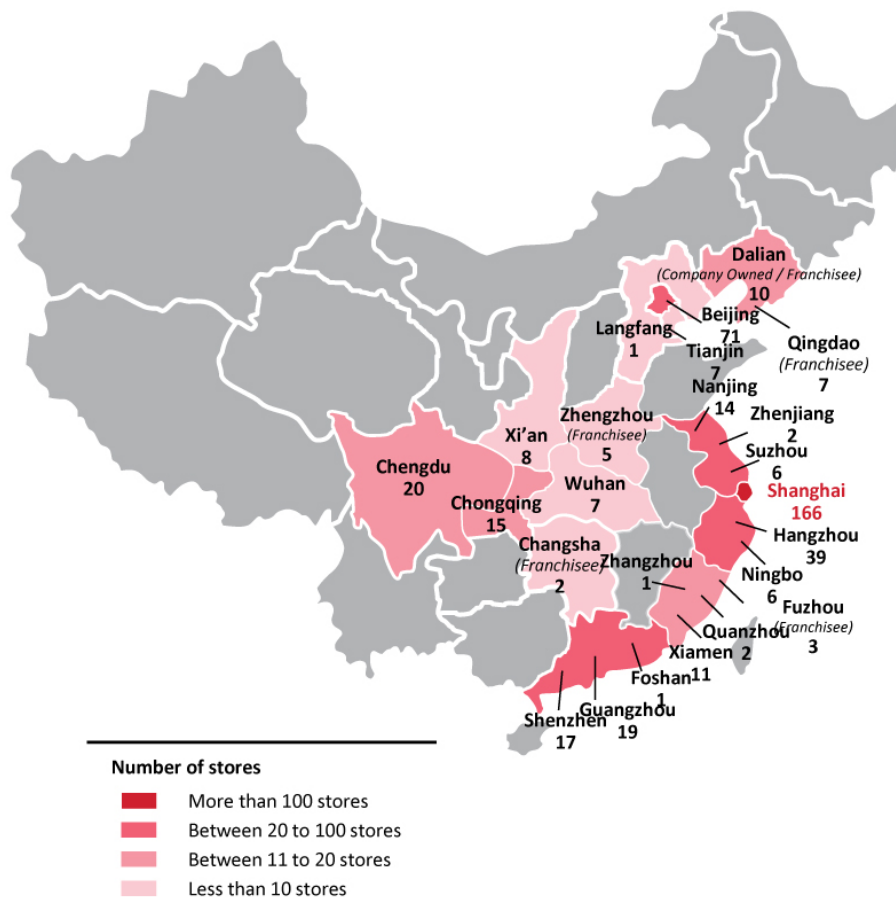 Dalian
(Company Owned / Franchisee)
10
Beijing
71
Langfang
1
Tianjin
7
Qingdao
(Franchisee)
7
Nanjing
14
Zhenjiang
2
Suzhou
6
Shanghai
166
Zhengzhou
(Franchisee)
5
Xi’an
8
Chengdu
20
Chongqing
15
Wuhan
7
Hangzhou
39
Ningbo
6
Changsha
(Franchisee)
2
Zhangzhou
1
Fuzhou
(Franchisee)
3
Quanzhou
2
Xiamen
11
Foshan
1
Guangzhou
19
Shenzhen
17
Number of stores
More than 100 stores
Between 20 to 100 stores
Between 11 to 20 stores
Less than 10 stores